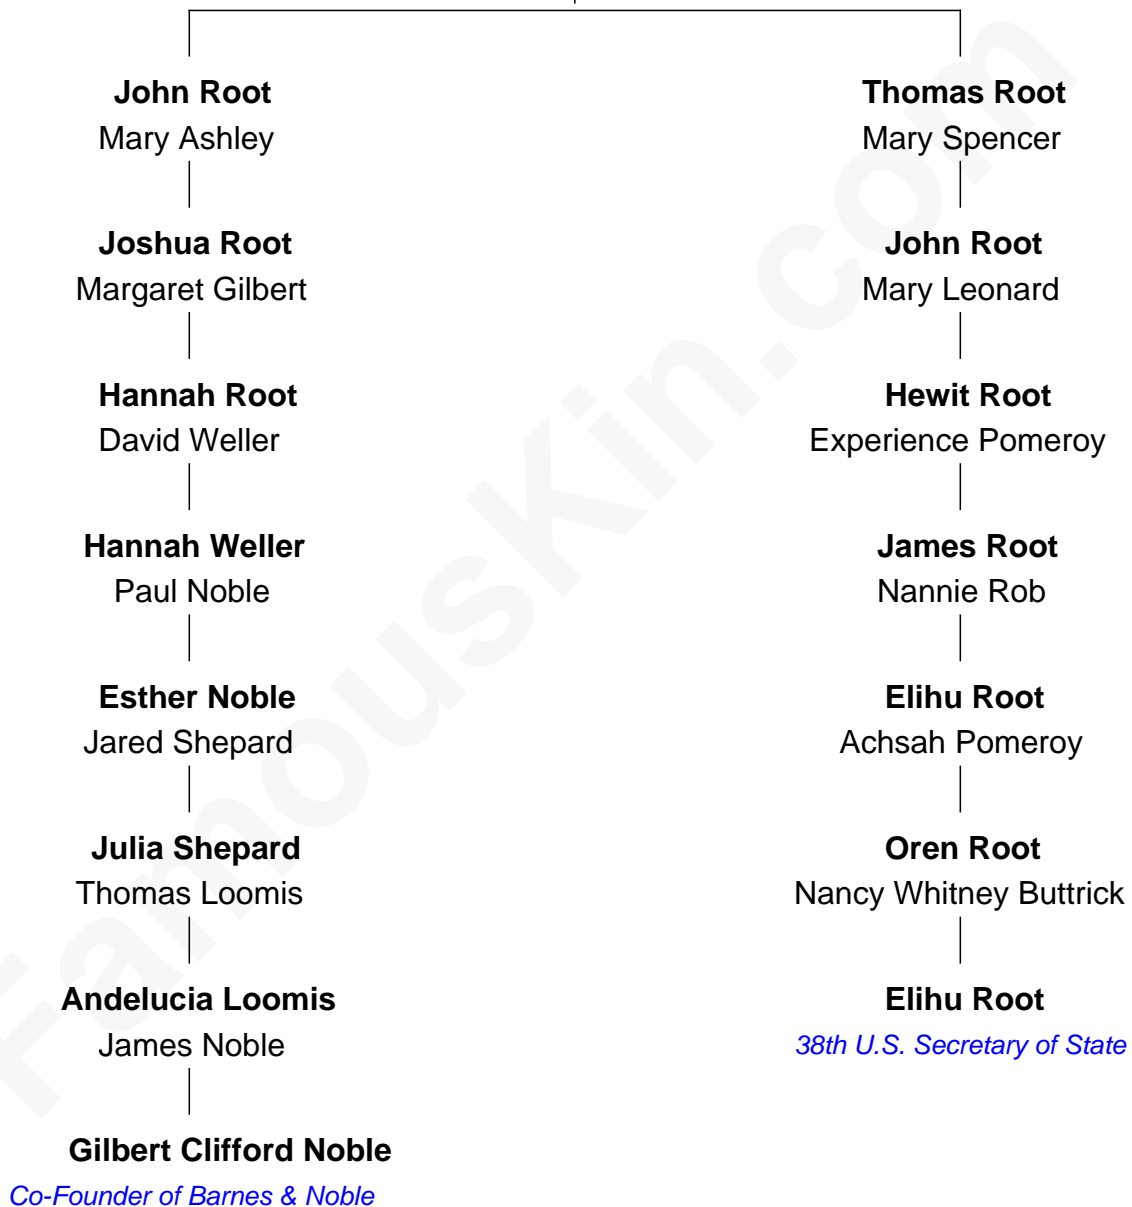 John Root
Mary Ashley
Joshua Root
Margaret Gilbert
Hannah Root
David Weller
Hannah Weller
Paul Noble
Esther Noble
Jared Shepard
Julia Shepard
Thomas Loomis
Andelucia Loomis
James Noble
Gilbert Clifford Noble
Co-Founder of Barnes & Noble
Thomas Root
Mary Spencer
John Root
Mary Leonard
Hewit Root
Experience Pomeroy
James Root
Nannie Rob
Elihu Root
Achsah Pomeroy
Oren Root
Nancy Whitney Buttrick
Elihu Root
38th U.S. Secretary of State
FamousKin.com